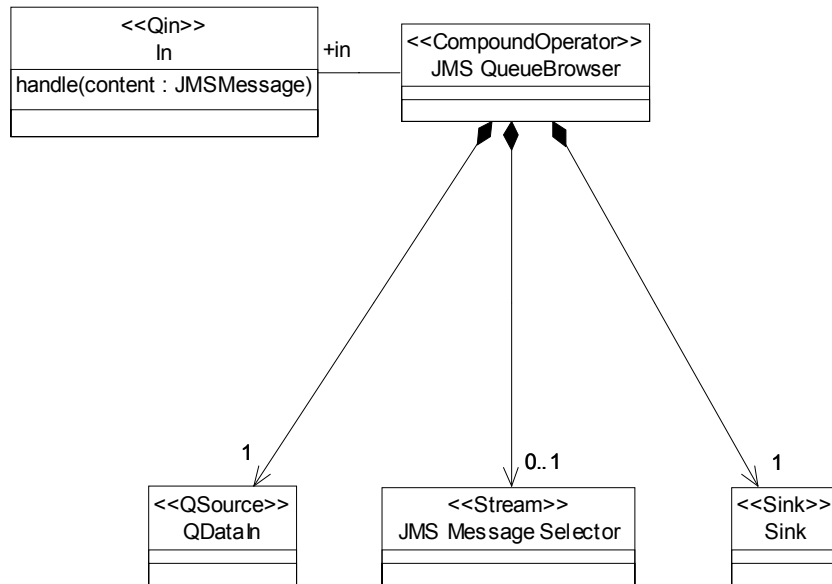 <<Qin>>
In
handle(content : JMSMessage)
+in
<<CompoundOperator>>
JMS QueueBrowser
1
0..1
1
<<QSource>>
QDataIn
<<Stream>>
JMS Message Selector
<<Sink>>
Sink